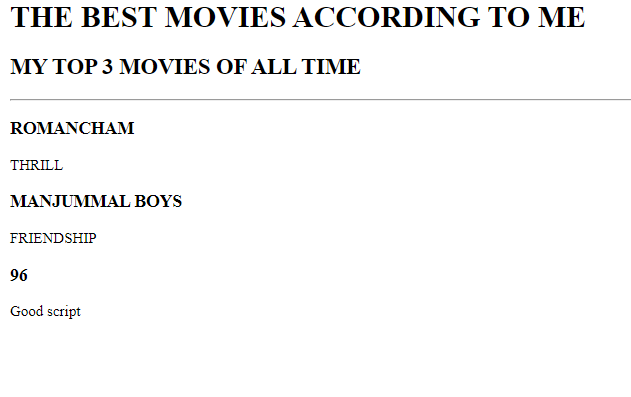 THE BEST MOVIES ACCORDING TO ME
MY TOP 3 MOVIES OF ALL TIME
ROMANCHAM
THRILL
MANJUMMAL BOYS
FRIENDSHIP
96
Good script